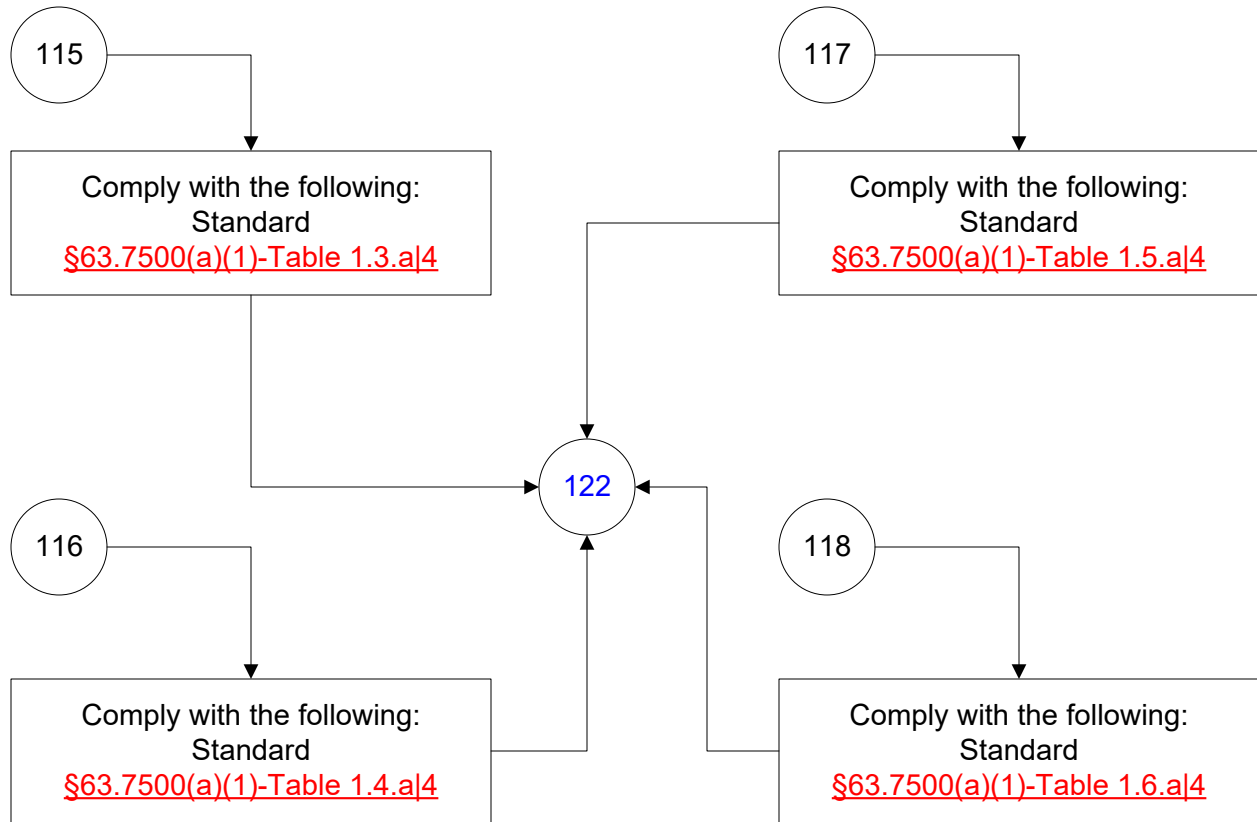 115
Comply with the following:
Standard
§63.7500(a)(1)-Table 1.3.a|4
117
Comply with the following:
Standard
§63.7500(a)(1)-Table 1.5.a|4
122
116
Comply with the following:
Standard
§63.7500(a)(1)-Table 1.4.a|4
118
Comply with the following:
Standard
§63.7500(a)(1)-Table 1.6.a|4